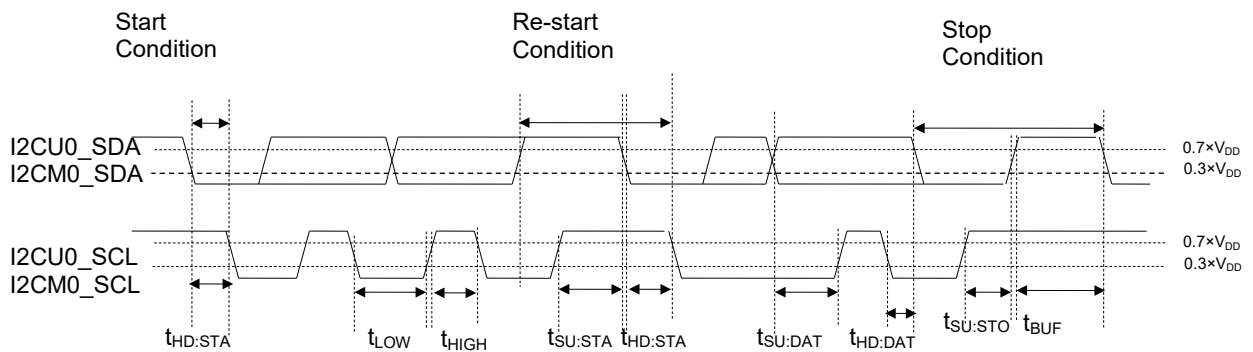 Start
Condition
Re-start
Condition
Stop
Condition
I2CU0_SDA
I2CM0_SDA
0.7×VDD
0.3×VDD
I2CU0_SCL
I2CM0_SCL
0.7×VDD
0.3×VDD
tHD:STA
tLOW
tHIGH
tSU:STA
tHD:STA
tSU:DAT
tHD:DAT
tSU:STO
tBUF